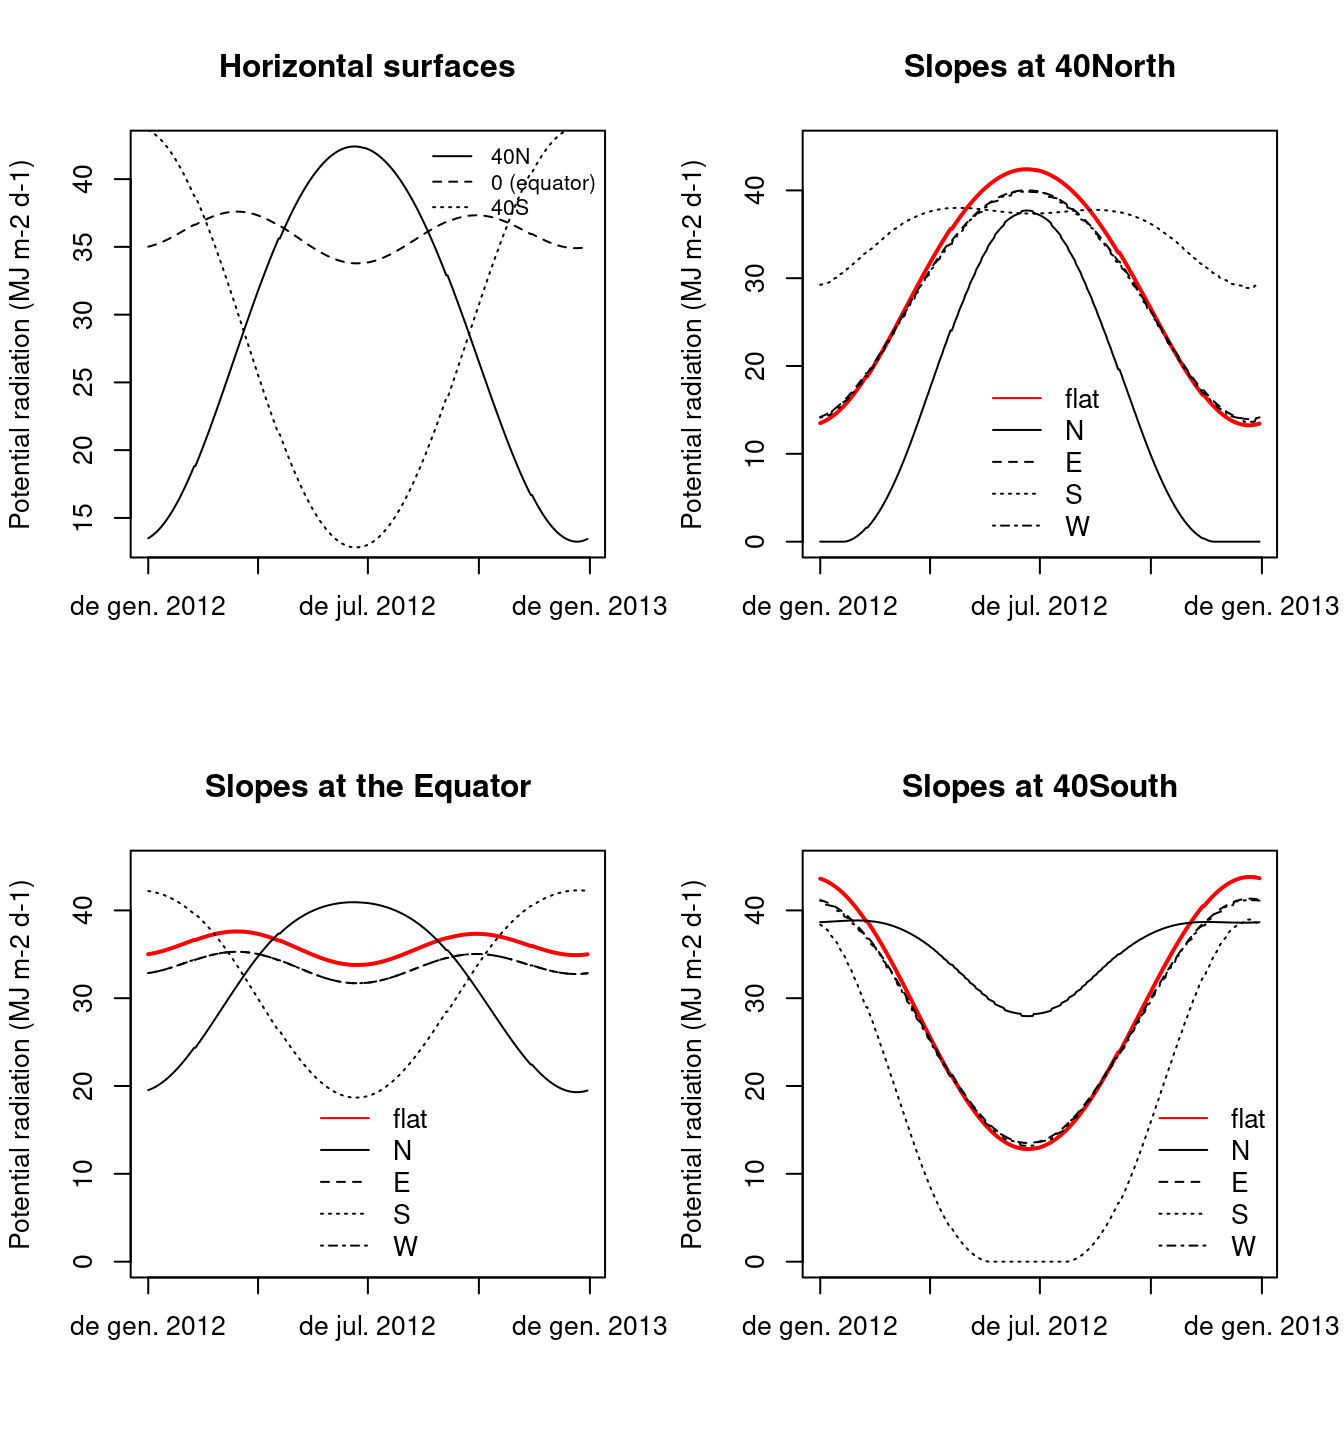 Horizontal surfaces
Potential radiation (MJ m-2 d-1)
40
35
30
25
20
15
40N
0 (equator)
40S
de gen. 2012
de jul. 2012
de gen. 2013
Slopes at 40North
Potential radiation (MJ m-2 d-1)
40
30
20
10
0
flat
N
E
S
W
de gen. 2012
de jul. 2012
de gen. 2013
Slopes at the Equator
Potential radiation (MJ m-2 d-1)
40
30
20
10
0
flat
N
E
S
W
de gen. 2012
de jul. 2012
de gen. 2013
Slopes at 40South
Potential radiation (MJ m-2 d-1)
40
30
20
10
0
flat
N
E
S
W
de gen. 2012
de jul. 2012
de gen. 2013